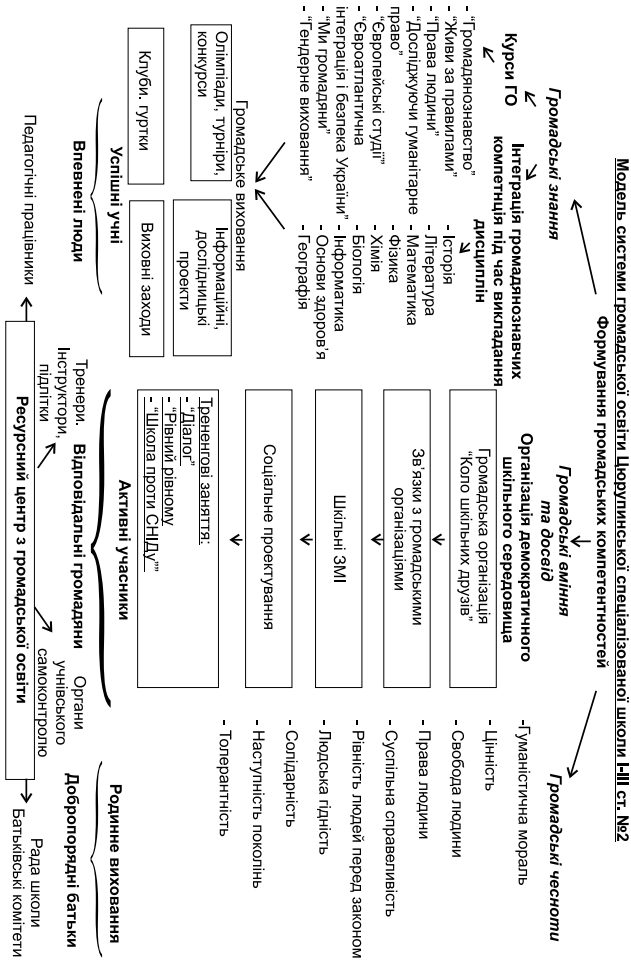 Модель системи громадської освіти Цюрупинської спеціалізованої школи І-ІІІ ст. №2
Формування громадських компетентностей
Громадські знання
Курси ГО
- “Громадянознавство”
- “Живи за правилами”
- “Права людини”
- “Досліджуючи гуманітарне
право”
- “Європейські студії”
- “Євроатлантична
інтеграція і безпека України”
- “Ми громадяни”
- “Гендерне виховання”
Інтеграція громадянознавчих
компетнція під час викладання
дисциплін
- Історія
- Література
- Математика
- Фізика
- Хімія
- Біологія
- Інформатика
- Основи здоров’я
- Географія
Громадське виховання
Олімпіади, турніри,
конкурси
Інформаційні,
дослідницькі
проекти
Клуби. гуртки
Виховні заходи
Успішні учні
Впевнені люди
Педагогічні працівники
Громадські вміння
та досвід
Організація демократичного
шкільного середовища
Громадська організація
“Коло шкільних друзів”
Зв’язки з громадськими
організаціями
Шкільні ЗМІ
Соціальне проектування
Трененгові заняття:
- “Діалог”
- “Рівний рівному
- “Школа проти СНІДу””
Активні учасники
Відповідальні громадяни
Тренери.
Інструктори,
підлітки
Органи
учнівського
самоконтролю
Ресурсний центр з громадської освіти
Громадські чесноти
-Гуманістична мораль
- Цінність
- Свобода людини
- Права людини
- Суспільна справеливість
- Рівність людей перед законом
- Людська гідність
- Солідарність
- Наступність поколінь
- Толерантність
Родинне виховання
Добропорядні батьки
Рада школи
Батьківські комітети